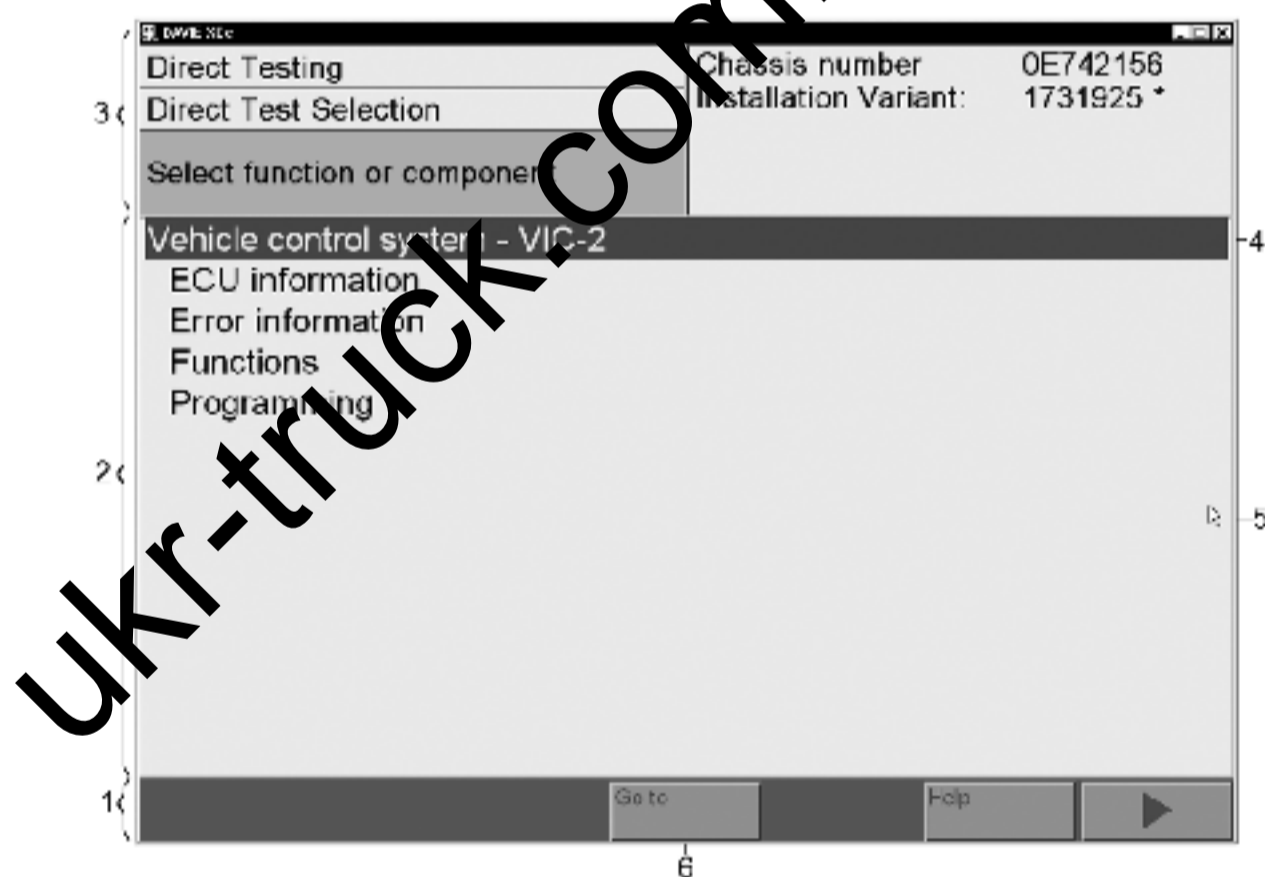 DAVIE XDc
Direct Testing
Chassis number 0E742156
Direct Test Selection
Installation Variant: 1731925 *
3
Select function or component
Vehicle control system - VIC-2
4
ECU information
Error information
Functions
Programming
2
5
1
Go to
Help
6
ukr-truck.com